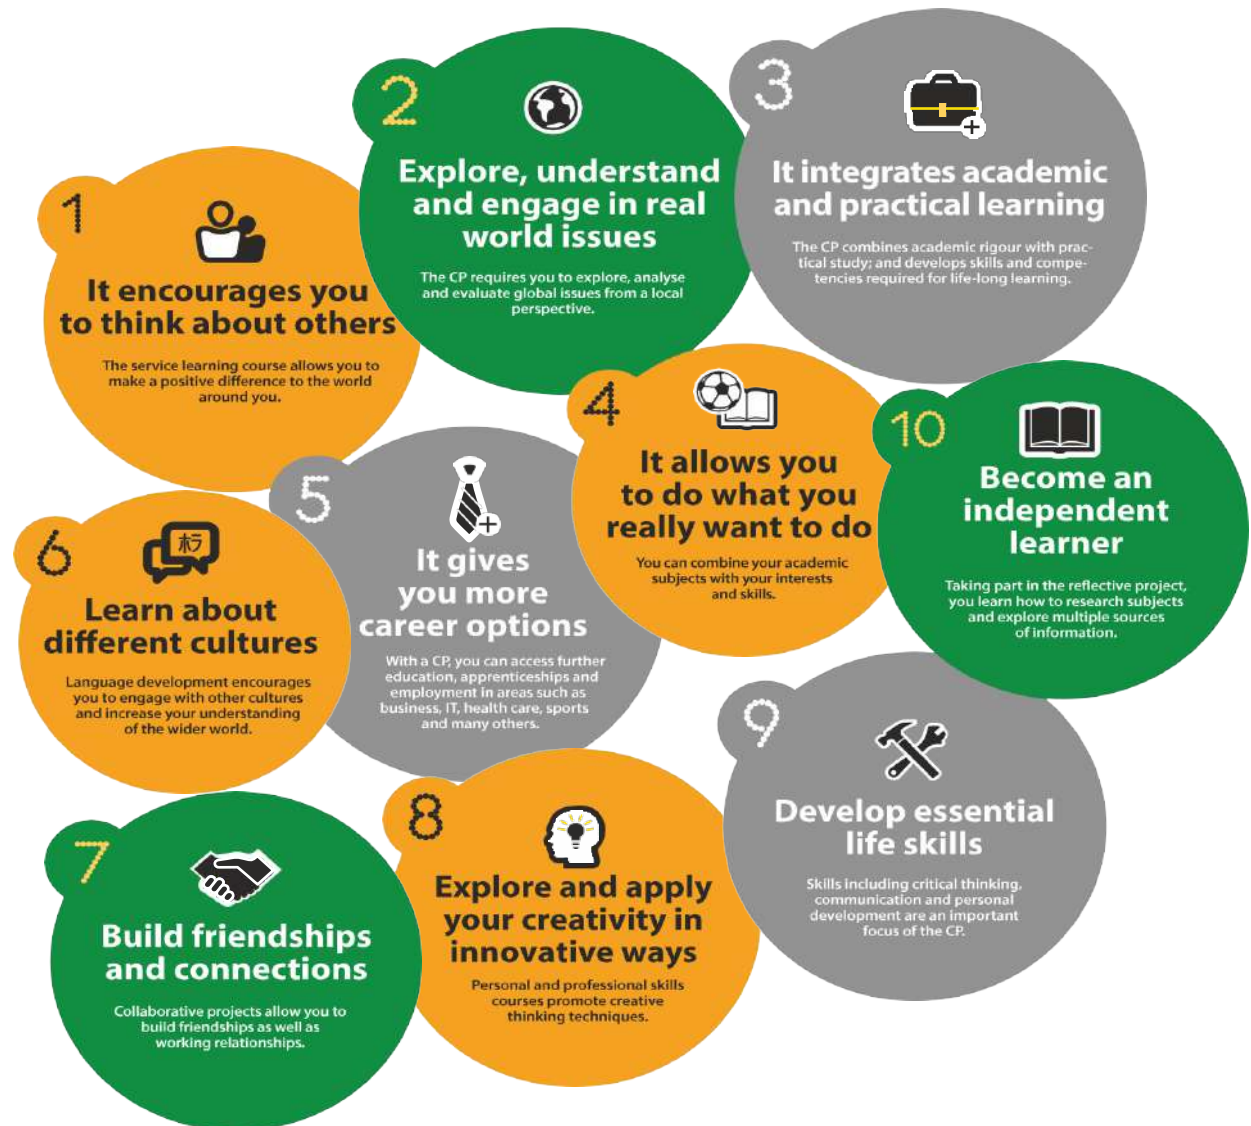 1
It encourages you
to think about others
The service learning course allows you to
make a positive difference to the world
around you.
2
Explore, understand
and engage in real
world issues
The CP requires you to explore, analyse
and evaluate global issues from a local
perspective.
3
It integrates academic
and practical learning
The CP combines academic rigour with prac-
tical study; and develops skills and compe-
tencies required for life-long learning.
4
It allows you
to do what you
really want to do
You can combine your academic
subjects with your interests
and skills.
5
It gives
you more
career options
With a CP, you can access further
education, apprenticeships and
employment in areas such as
business, IT, health care, sports
and many others.
6
Learn about
different cultures
Language development encourages
you to engage with other cultures
and increase your understanding
of the wider world.
7
Build friendships
and connections
Collaborative projects allow you to
build friendships as well as
working relationships.
8
Explore and apply
your creativity in
innovative ways
Personal and professional skills
courses promote creative
thinking techniques.
9
Develop essential
life skills
Skills including critical thinking,
communication and personal
development are an important
focus of the CP.
10
Become an
independent
learner
Taking part in the reflective project,
you learn how to research subjects
and explore multiple sources
of information.